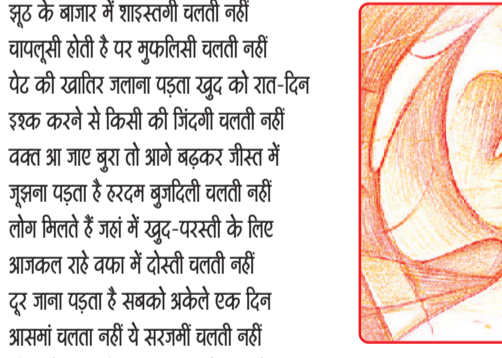 झूठ के बाजार में शाइस्तगी चलती नहीं
चापलूसी होती है पर मुफलिसी चलती नहीं
पेट की खातिर जलाना पड़ता खुद को रात-दिन
इश्क करने से किसी की जिंदगी चलती नहीं
वक्त आ जाए बुरा तो आगे बढ़कर जीस्त में
जूझना पड़ता है हरदम बुजदिली चलती नहीं
लोग मिलते हैं जहां में खुद-परस्ती के लिए
आजकल राहे वफा में दोस्ती चलती नहीं
दूर जाना पड़ता है सबको अकेले एक दिन
आसमां चलता नहीं ये सरजमीं चलती नहीं